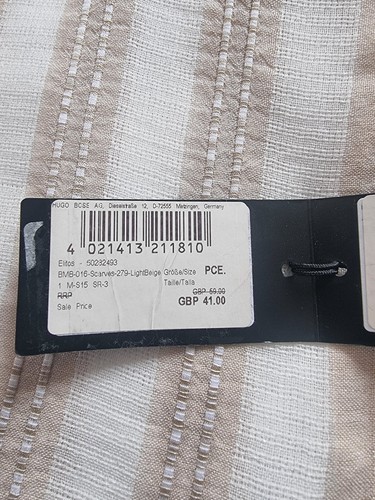 HUGO BOSE AG, Dieselstraße 12, D-72555 Metzingen, Germany
4 021413 211810
Elitos - 50282493
BMB-016-Scarves-279-LightBeige Größe/Size PCE.
1 M-S15 SR-3 Taille/Talla
RRP GBP 59.00
Sale Price GBP 41.00